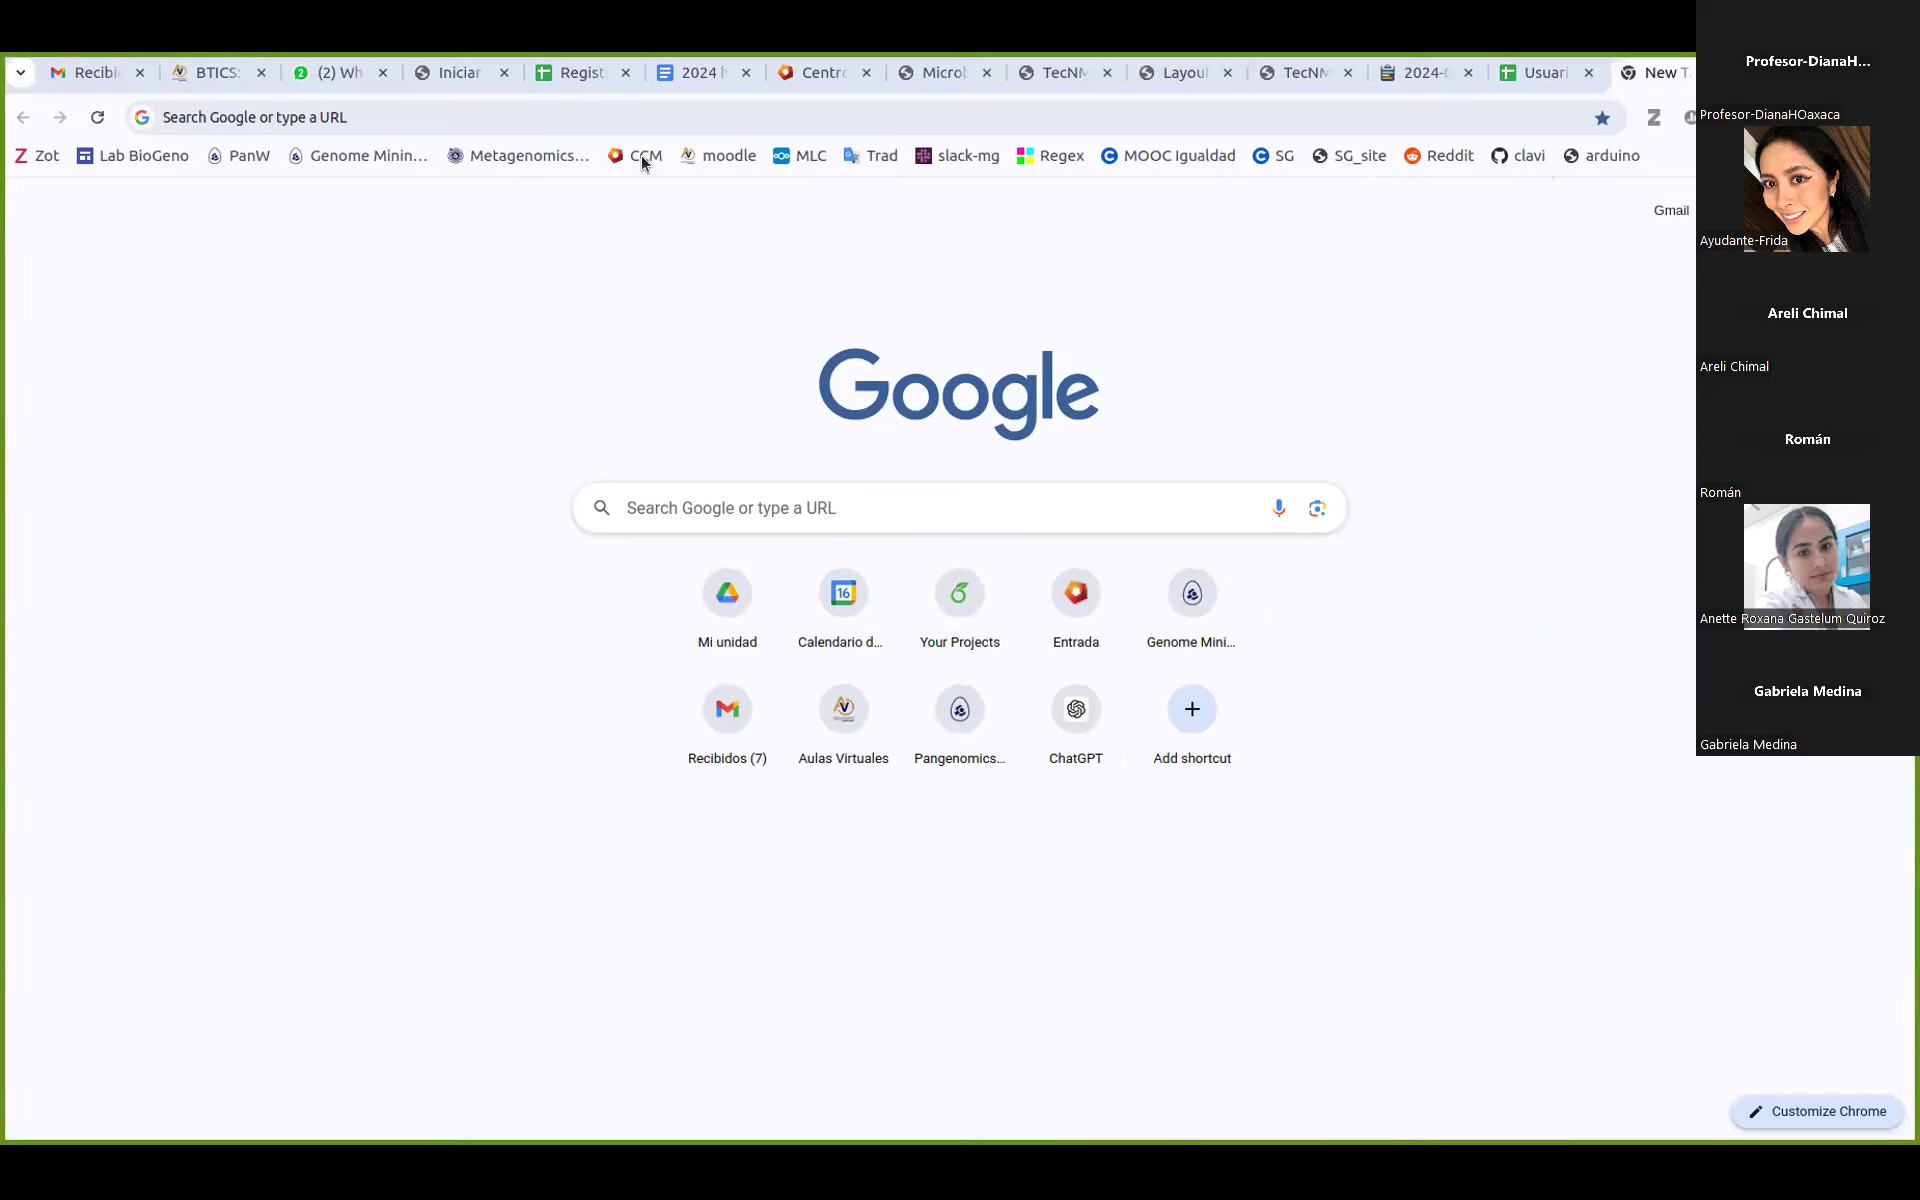 Recibi
BTICS:
(2) Wh
Iniciar
Regist
2024 h
Centro
Microb
TecNM
Layou
TecNM
2024-
Usuari
New T
Search Google or type a URL
Zot
Lab BioGeno
PanW
Genome Minin...
Metagenomics...
CCM
moodle
MLC
Trad
slack-mg
Regex
MOOC Igualdad
SG
SG_site
Reddit
clavi
arduino
Gmail
Google
Search Google or type a URL
Mi unidad
16
Calendario d...
Your Projects
Entrada
Genome Mini...
Recibidos (7)
Aulas Virtuales
Pangenomics...
ChatGPT
Add shortcut
Customize Chrome
Profesor-DianaH...
Profesor-DianaHOaxaca
Ayudante-Frida
Areli Chimal
Areli Chimal
Román
Román
Anette Roxana Gastelum Quiroz
Gabriela Medina
Gabriela Medina